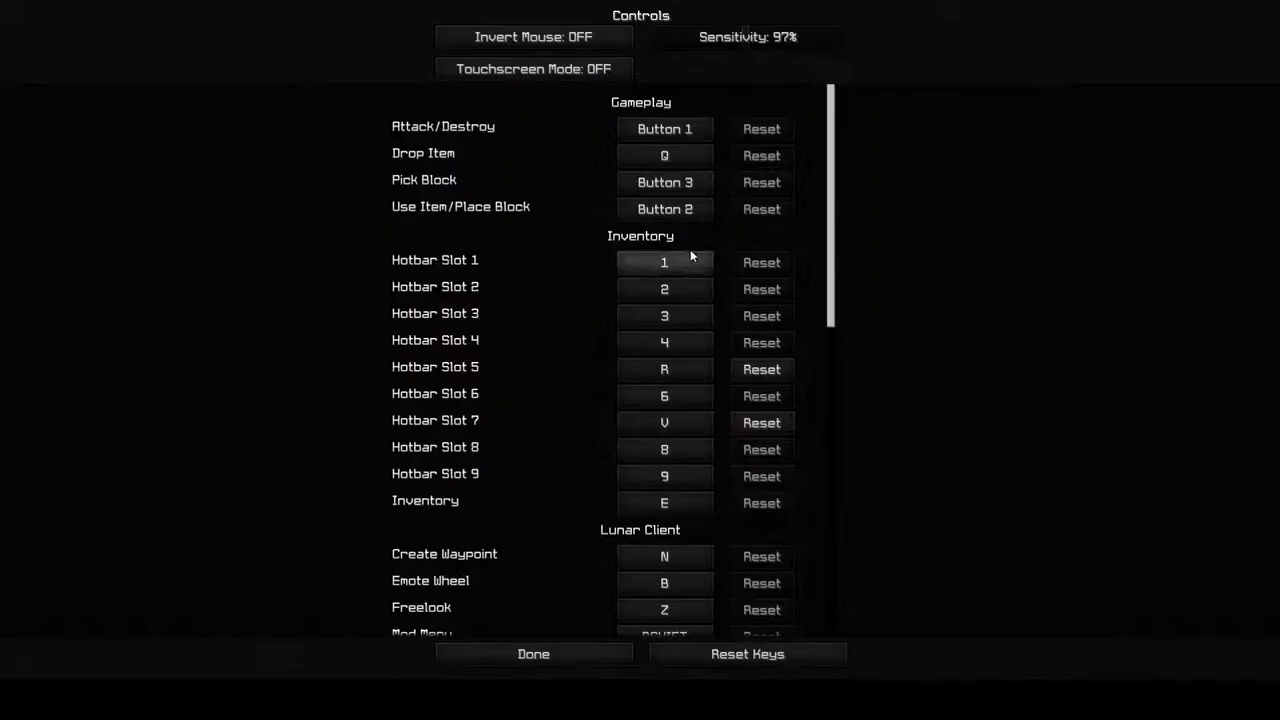 Controls
Invert Mouse: OFF Sensitivity: 97%
Touchscreen Mode: OFF
Gameplay
Attack/Destroy Button 1 Reset
Drop Item Q Reset
Pick Block Button 3 Reset
Use Item/Place Block Button 2 Reset
Inventory
Hotbar Slot 1 1 Reset
Hotbar Slot 2 2 Reset
Hotbar Slot 3 3 Reset
Hotbar Slot 4 4 Reset
Hotbar Slot 5 R Reset
Hotbar Slot 6 6 Reset
Hotbar Slot 7 V Reset
Hotbar Slot 8 8 Reset
Hotbar Slot 9 9 Reset
Inventory E Reset
Lunar Client
Create Waypoint N Reset
Emote Wheel B Reset
Freelook Z Reset
Mod Menu Reset
Done Reset Keys